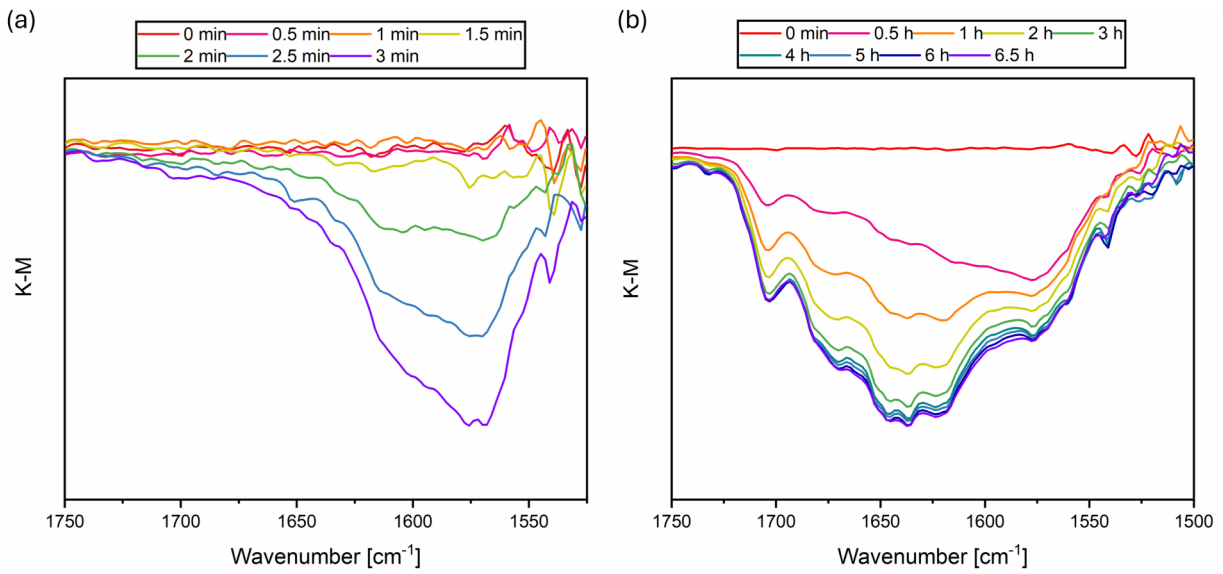 (a)
0 min 0.5 min 1 min 1.5 min
2 min 2.5 min 3 min
K-M
1750 1700 1650 1600 1550
Wavenumber [cm⁻¹]
(b)
0 min 0.5 h 1 h 2 h 3 h
4 h 5 h 6 h 6.5 h
K-M
1750 1700 1650 1600 1550 1500
Wavenumber [cm⁻¹]